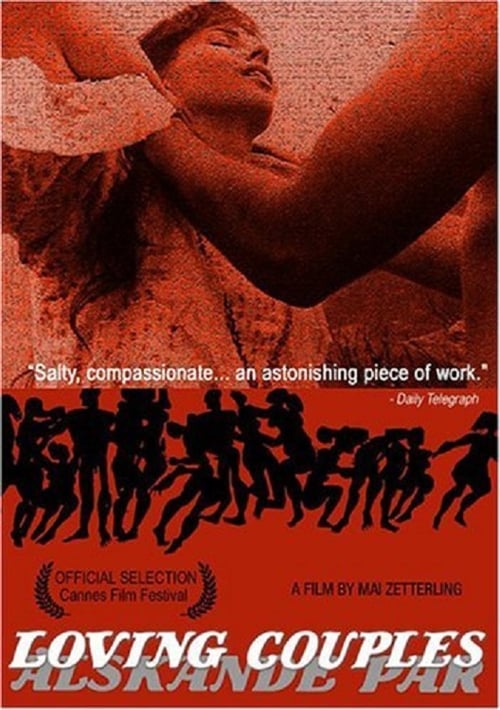 "Salty, compassionate... an astonishing piece of work."
- Daily Telegraph
OFFICIAL SELECTION
Cannes Film Festival
A FILM BY MAI ZETTERLING
LOVING COUPLES
ÄLSKANDE PAR